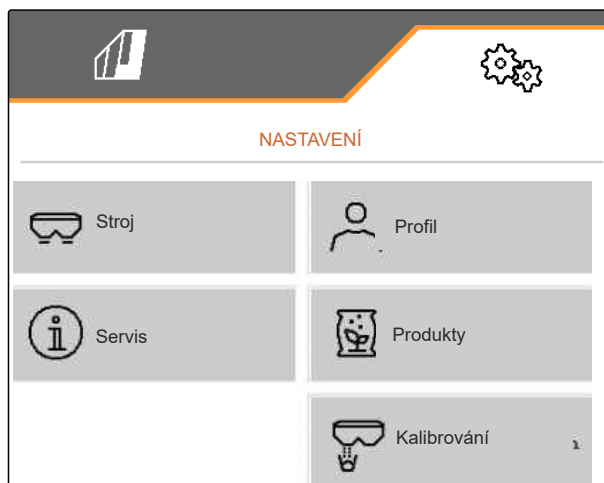 NASTAVENÍ
Stroj
Profil
Servis
Produkty
Kalibrování